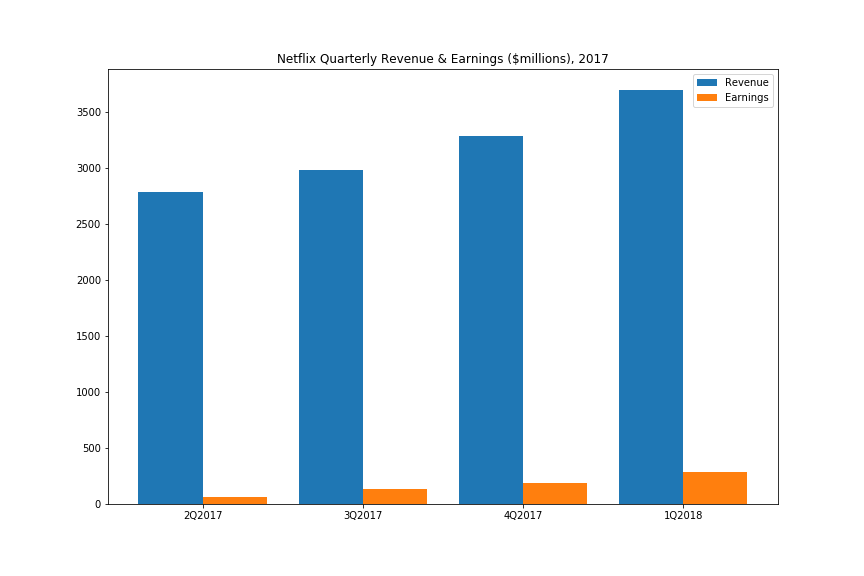 Netflix Quarterly Revenue & Earnings ($millions), 2017
Revenue
Earnings
3500
3000
2500
2000
1500
1000
500
0
2Q2017 3Q2017 4Q2017 1Q2018